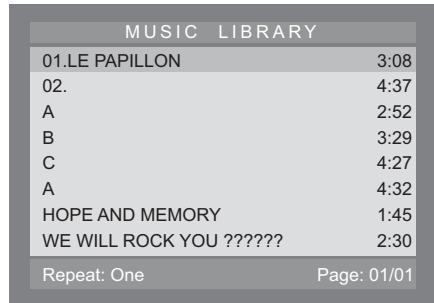 MUSIC LIBRARY
01.LE PAPILLON 3:08
02. 4:37
A 2:52
B 3:29
C 4:27
A 4:32
HOPE AND MEMORY 1:45
WE WILL ROCK YOU ?????? 2:30
Repeat: One Page: 01/01